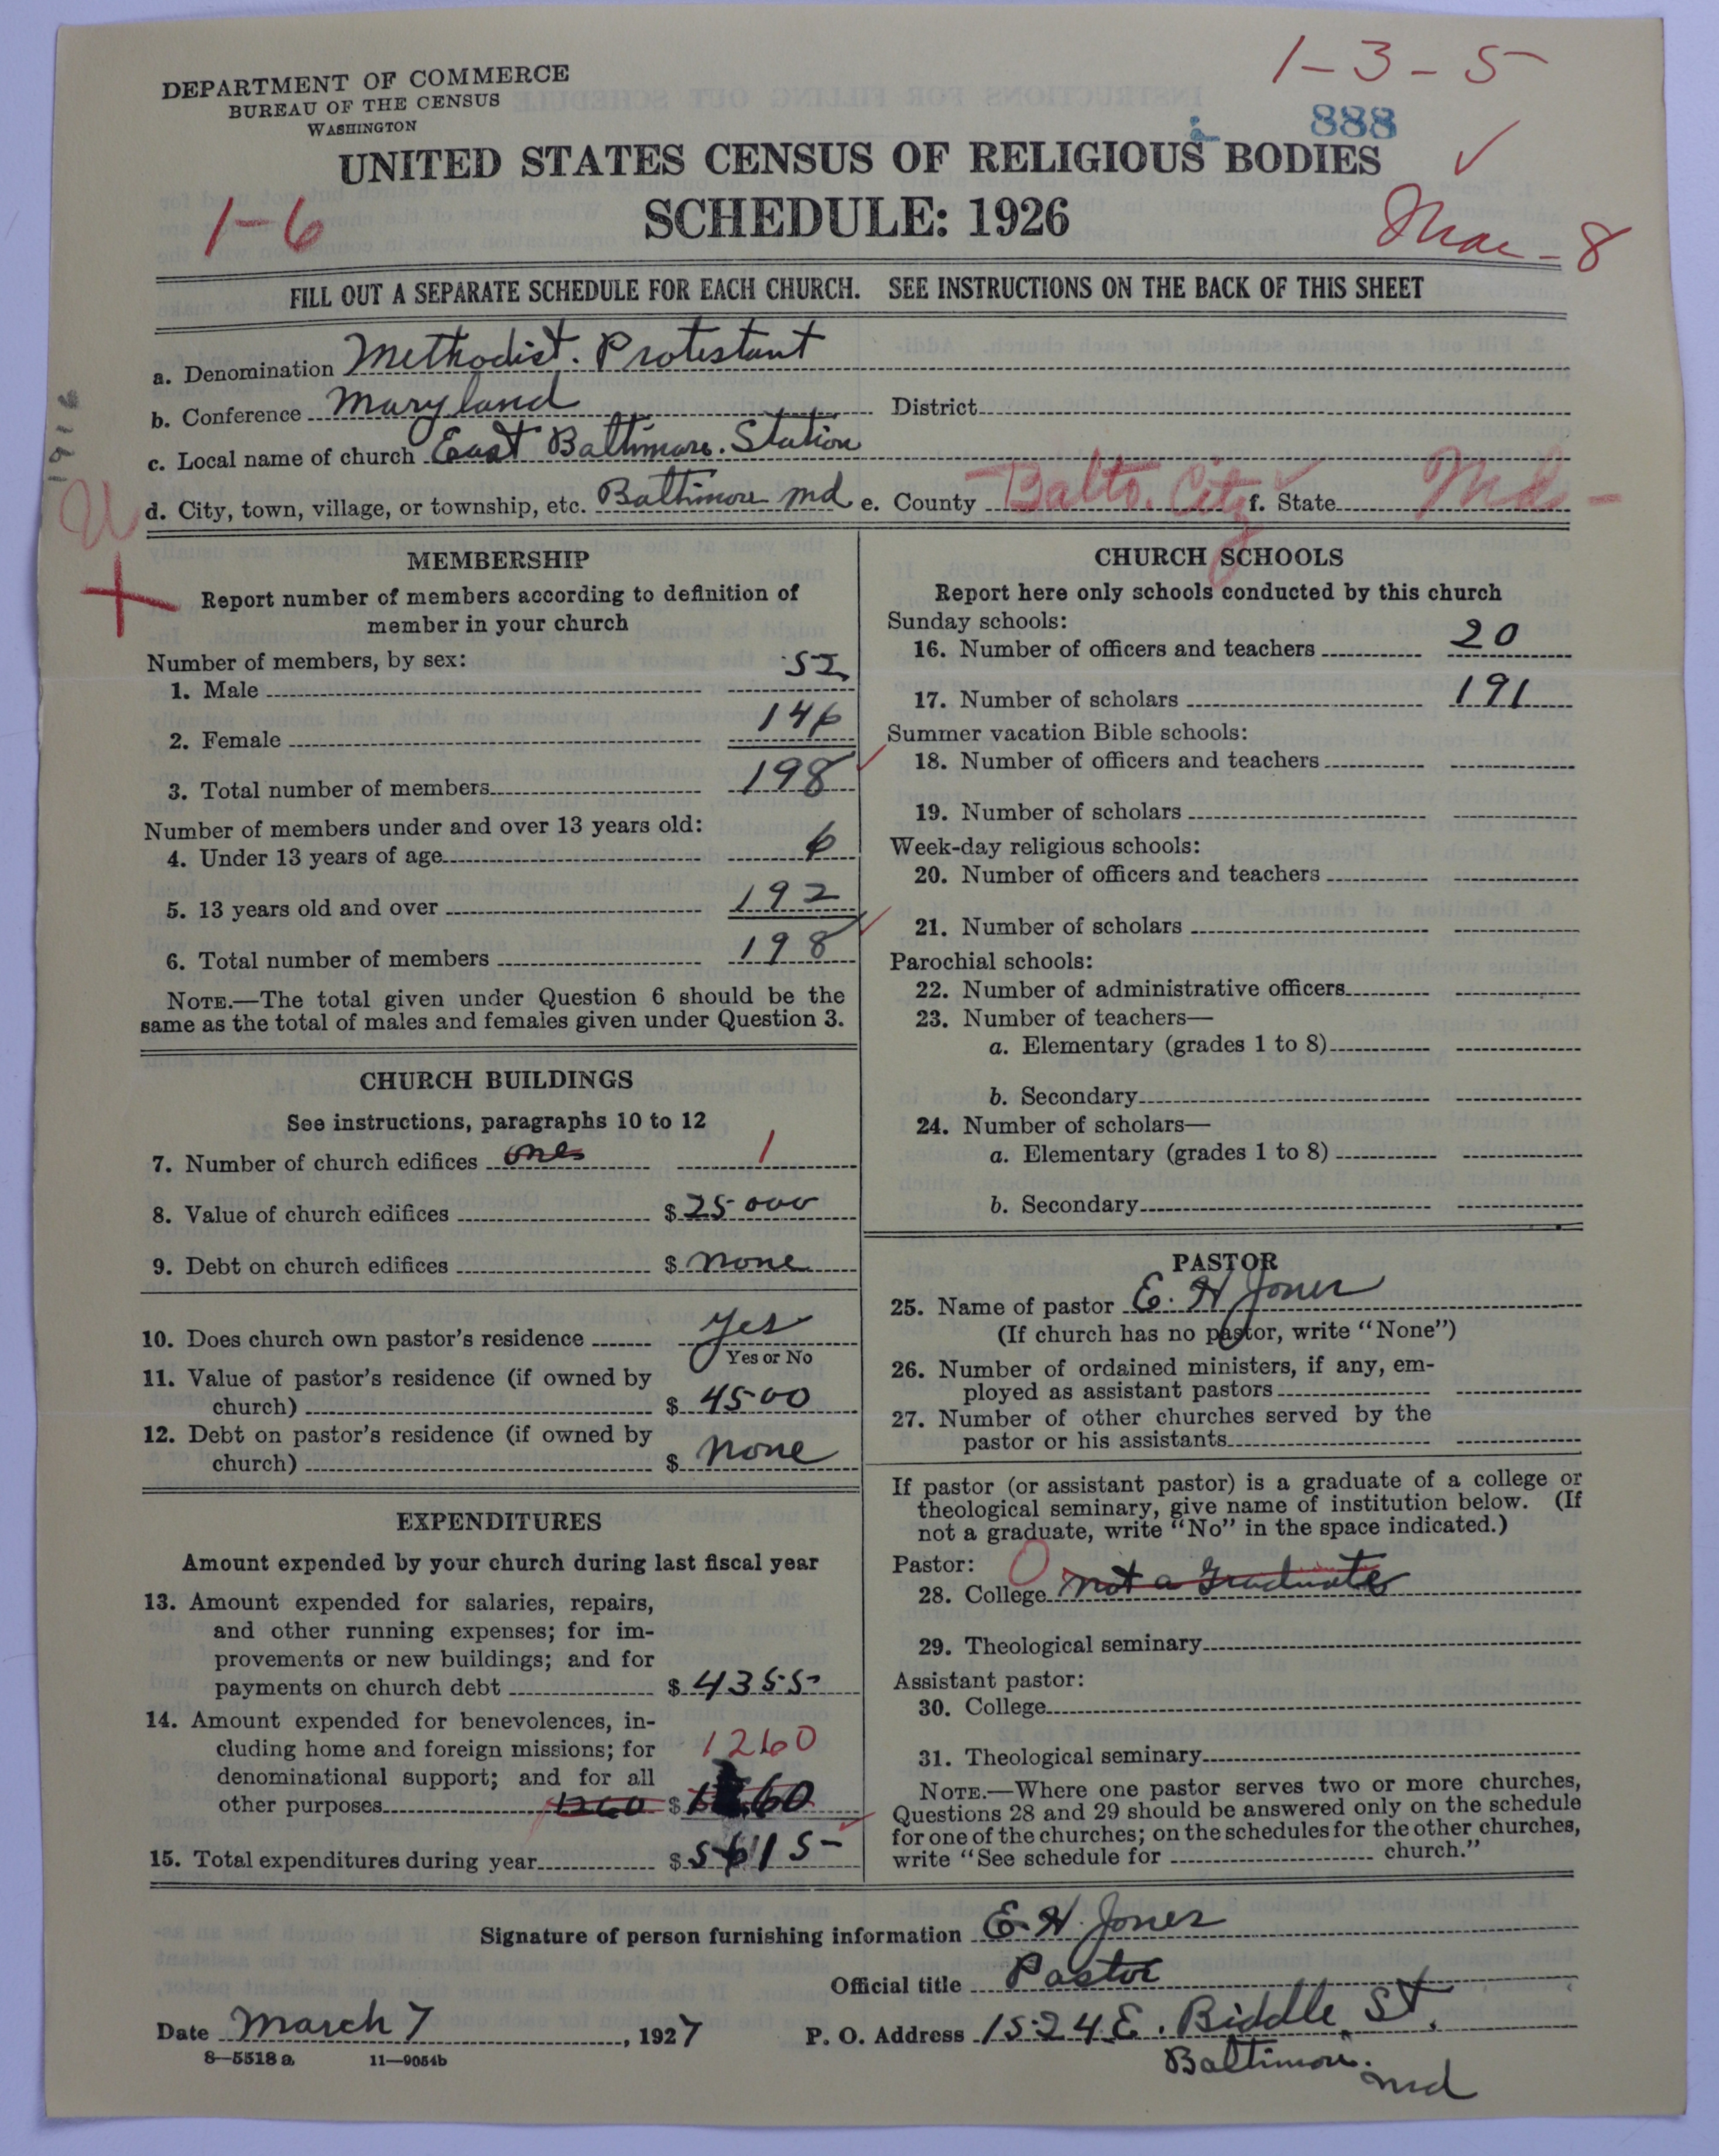 1-3-5
DEPARTMENT OF COMMERCE
BUREAU OF THE CENSUS
WASHINGTON
888
UNITED STATES CENSUS OF RELIGIOUS BODIES
SCHEDULE: 1926
1-6
Mar-8
FILL OUT A SEPARATE SCHEDULE FOR EACH CHURCH. SEE INSTRUCTIONS ON THE BACK OF THIS SHEET
a. Denomination Methodist. Protestant
b. Conference Maryland District
c. Local name of church East Baltimore. Station
d. City, town, village, or township, etc. Baltimore Md e. County Balto. City f. State Md-
1916
U
MEMBERSHIP
Report number of members according to definition of
member in your church
Number of members, by sex:
1. Male 52
2. Female 146
3. Total number of members 198
Number of members under and over 13 years old:
4. Under 13 years of age 6
5. 13 years old and over 192
6. Total number of members 198
NOTE.—The total given under Question 6 should be the
same as the total of males and females given under Question 3.
CHURCH BUILDINGS
See instructions, paragraphs 10 to 12
7. Number of church edifices one 1
8. Value of church edifices $ 25000
9. Debt on church edifices $ none
10. Does church own pastor's residence Yes
Yes or No
11. Value of pastor's residence (if owned by
church) $ 4500
12. Debt on pastor's residence (if owned by
church) $ none
EXPENDITURES
Amount expended by your church during last fiscal year
13. Amount expended for salaries, repairs,
and other running expenses; for im-
provements or new buildings; and for
payments on church debt $ 4355
14. Amount expended for benevolences, in-
cluding home and foreign missions; for 1260
denominational support; and for all
other purposes 1260 $
15. Total expenditures during year $ 5615
CHURCH SCHOOLS
Report here only schools conducted by this church
Sunday schools:
16. Number of officers and teachers 20
17. Number of scholars 191
Summer vacation Bible schools:
18. Number of officers and teachers
19. Number of scholars
Week-day religious schools:
20. Number of officers and teachers
21. Number of scholars
Parochial schools:
22. Number of administrative officers
23. Number of teachers—
a. Elementary (grades 1 to 8)
b. Secondary
24. Number of scholars—
a. Elementary (grades 1 to 8)
b. Secondary
PASTOR
25. Name of pastor E. H Jones
(If church has no pastor, write "None")
26. Number of ordained ministers, if any, em-
ployed as assistant pastors
27. Number of other churches served by the
pastor or his assistants
If pastor (or assistant pastor) is a graduate of a college or
theological seminary, give name of institution below. (If
not a graduate, write "No" in the space indicated.)
Pastor: 0
28. College not a Graduate
29. Theological seminary
Assistant pastor:
30. College
31. Theological seminary
NOTE.—Where one pastor serves two or more churches,
Questions 28 and 29 should be answered only on the schedule
for one of the churches; on the schedules for the other churches,
write "See schedule for church."
Signature of person furnishing information E. H. Jones
Official title Pastor
Date March 7, 1927 P. O. Address 1524 E. Biddle St.
8—5518a 11—9054b
Baltimore.
Md